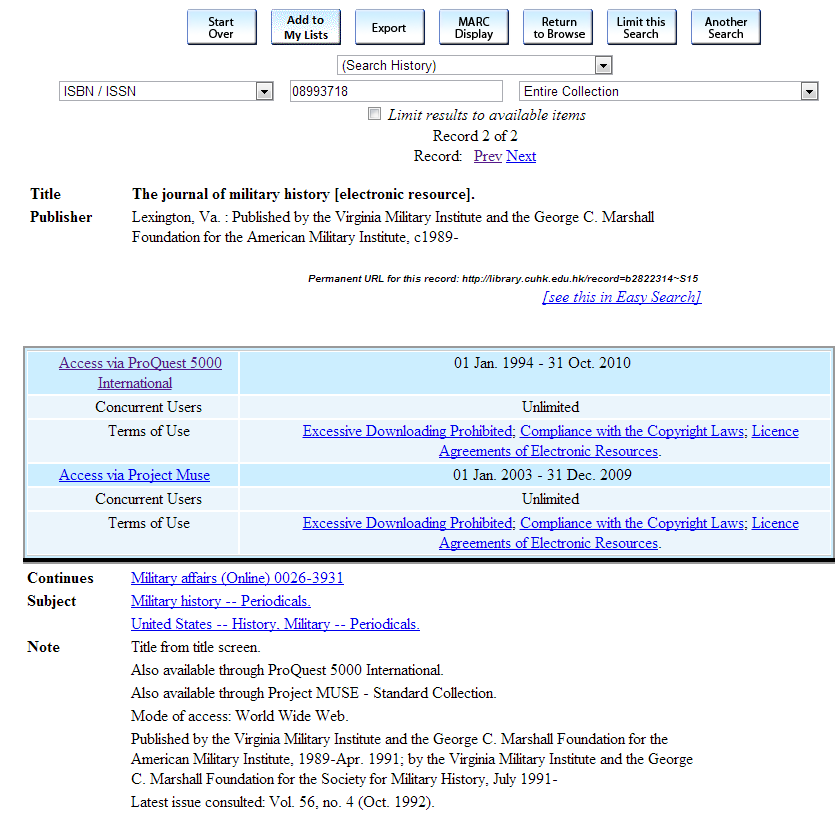 Start Over
Add to My Lists
Export
MARC Display
Return to Browse
Limit this Search
Another Search
(Search History)
ISBN / ISSN 08993718 Entire Collection
Limit results to available items
Record 2 of 2
Record: Prev Next
Title The journal of military history [electronic resource].
Publisher Lexington, Va. : Published by the Virginia Military Institute and the George C. Marshall
Foundation for the American Military Institute, c1989-
Permanent URL for this record: http://library.cuhk.edu.hk/record=b2822314~S15
[see this in Easy Search]
Access via ProQuest 5000 International 01 Jan. 1994 - 31 Oct. 2010
Concurrent Users Unlimited
Terms of Use Excessive Downloading Prohibited; Compliance with the Copyright Laws; Licence
Agreements of Electronic Resources.
Access via Project Muse 01 Jan. 2003 - 31 Dec. 2009
Concurrent Users Unlimited
Terms of Use Excessive Downloading Prohibited; Compliance with the Copyright Laws; Licence
Agreements of Electronic Resources.
Continues Military affairs (Online) 0026-3931
Subject Military history -- Periodicals.
United States -- History, Military -- Periodicals.
Note Title from title screen.
Also available through ProQuest 5000 International.
Also available through Project MUSE - Standard Collection.
Mode of access: World Wide Web.
Published by the Virginia Military Institute and the George C. Marshall Foundation for the
American Military Institute, 1989-Apr. 1991; by the Virginia Military Institute and the George
C. Marshall Foundation for the Society for Military History, July 1991-
Latest issue consulted: Vol. 56, no. 4 (Oct. 1992).